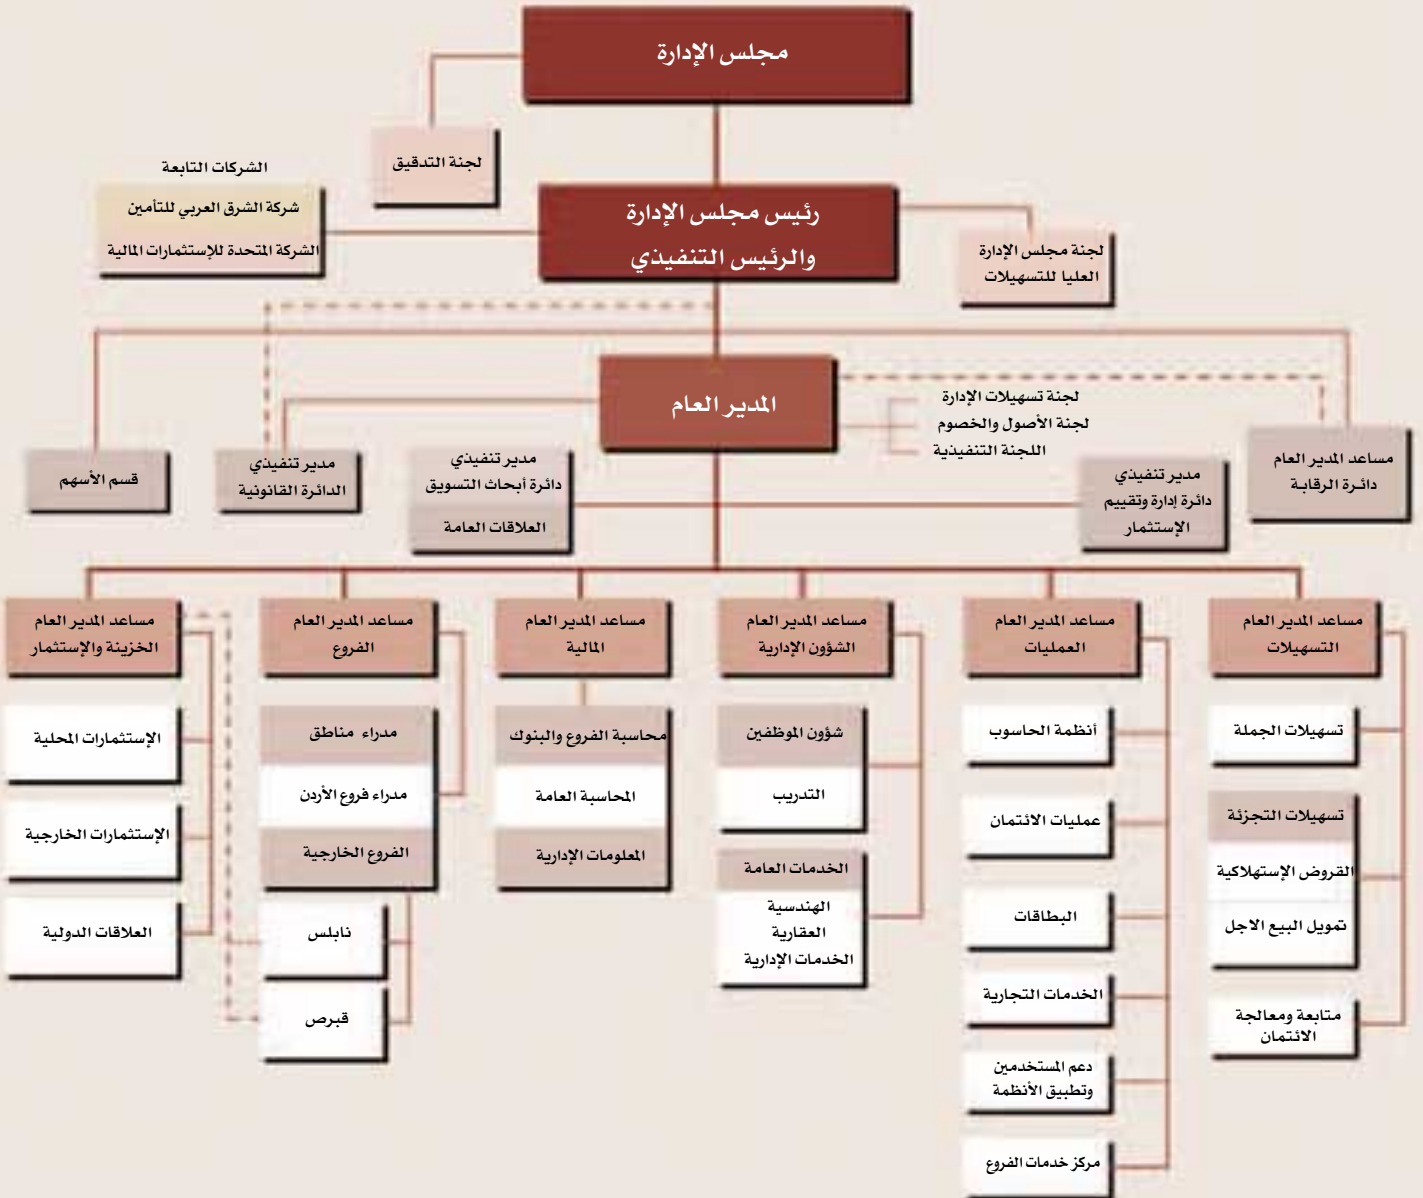 مجلس الإدارة
لجنة التدقيق
الشركات التابعة
شركة الشرق العربي للتأمين
الشركة المتحدة للإستثمارات المالية
رئيس مجلس الإدارة
والرئيس التنفيذي
لجنة مجلس الإدارة
العليا للتسهيلات
المدير العام
لجنة تسهيلات الإدارة
لجنة الأصول والخصوم
اللجنة التنفيذية
مساعد المدير العام
دائرة الرقابة
مدير تنفيذي
دائرة إدارة وتقييم
الإستثمار
مدير تنفيذي
دائرة أبحاث التسويق
العلاقات العامة
مدير تنفيذي
الدائرة القانونية
قسم الأسهم
مساعد المدير العام
التسهيلات
تسهيلات الجملة
تسهيلات التجزئة
القروض الإستهلاكية
تمويل البيع الاجل
متابعة ومعالجة
الائتمان
مساعد المدير العام
العمليات
أنظمة الحاسوب
عمليات الائتمان
البطاقات
الخدمات التجارية
دعم المستخدمين
وتطبيق الأنظمة
مركز خدمات الفروع
مساعد المدير العام
الشؤون الإدارية
شؤون الموظفين
التدريب
الخدمات العامة
الهندسية
العقارية
الخدمات الإدارية
مساعد المدير العام
المالية
محاسبة الفروع والبنوك
المحاسبة العامة
المعلومات الإدارية
مساعد المدير العام
الفروع
مدراء مناطق
مدراء فروع الأردن
الفروع الخارجية
نابلس
قبرص
مساعد المدير العام
الخزينة والإستثمار
الإستثمارات المحلية
الإستثمارات الخارجية
العلاقات الدولية